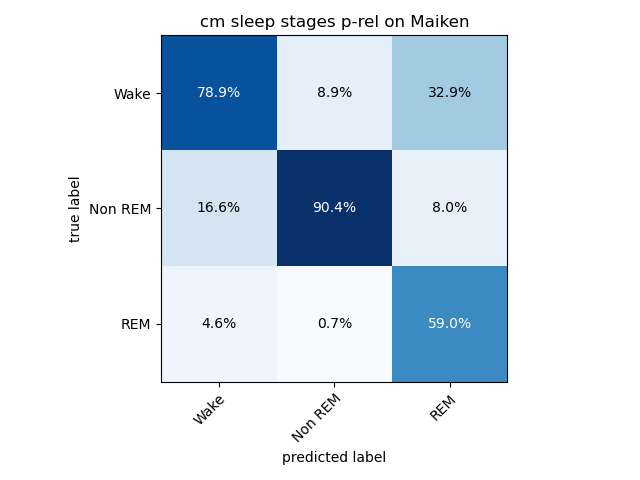 cm sleep stages p-rel on Maiken
Wake 78.9% 8.9% 32.9%
Non REM 16.6% 90.4% 8.0%
REM 4.6% 0.7% 59.0%
true label
Wake Non REM REM
predicted label